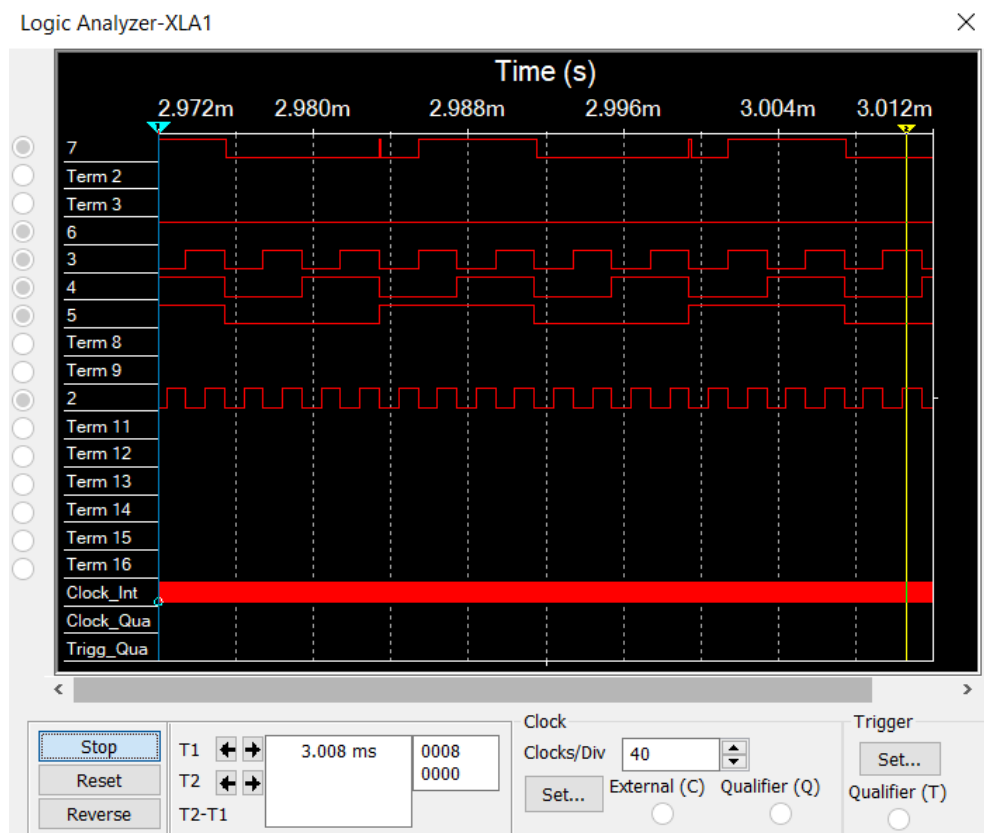 Logic Analyzer-XLA1
Time (s)
2.972m 2.980m 2.988m 2.996m 3.004m 3.012m
7
Term 2
Term 3
6
3
4
5
Term 8
Term 9
2
Term 11
Term 12
Term 13
Term 14
Term 15
Term 16
Clock_Int
Clock_Qua
Trigg_Qua
Stop
Reset
Reverse
T1 3.008 ms 0008
T2 0000
T2-T1
Clock
Clocks/Div 40
Set... External (C) Qualifier (Q)
Trigger
Set...
Qualifier (T)